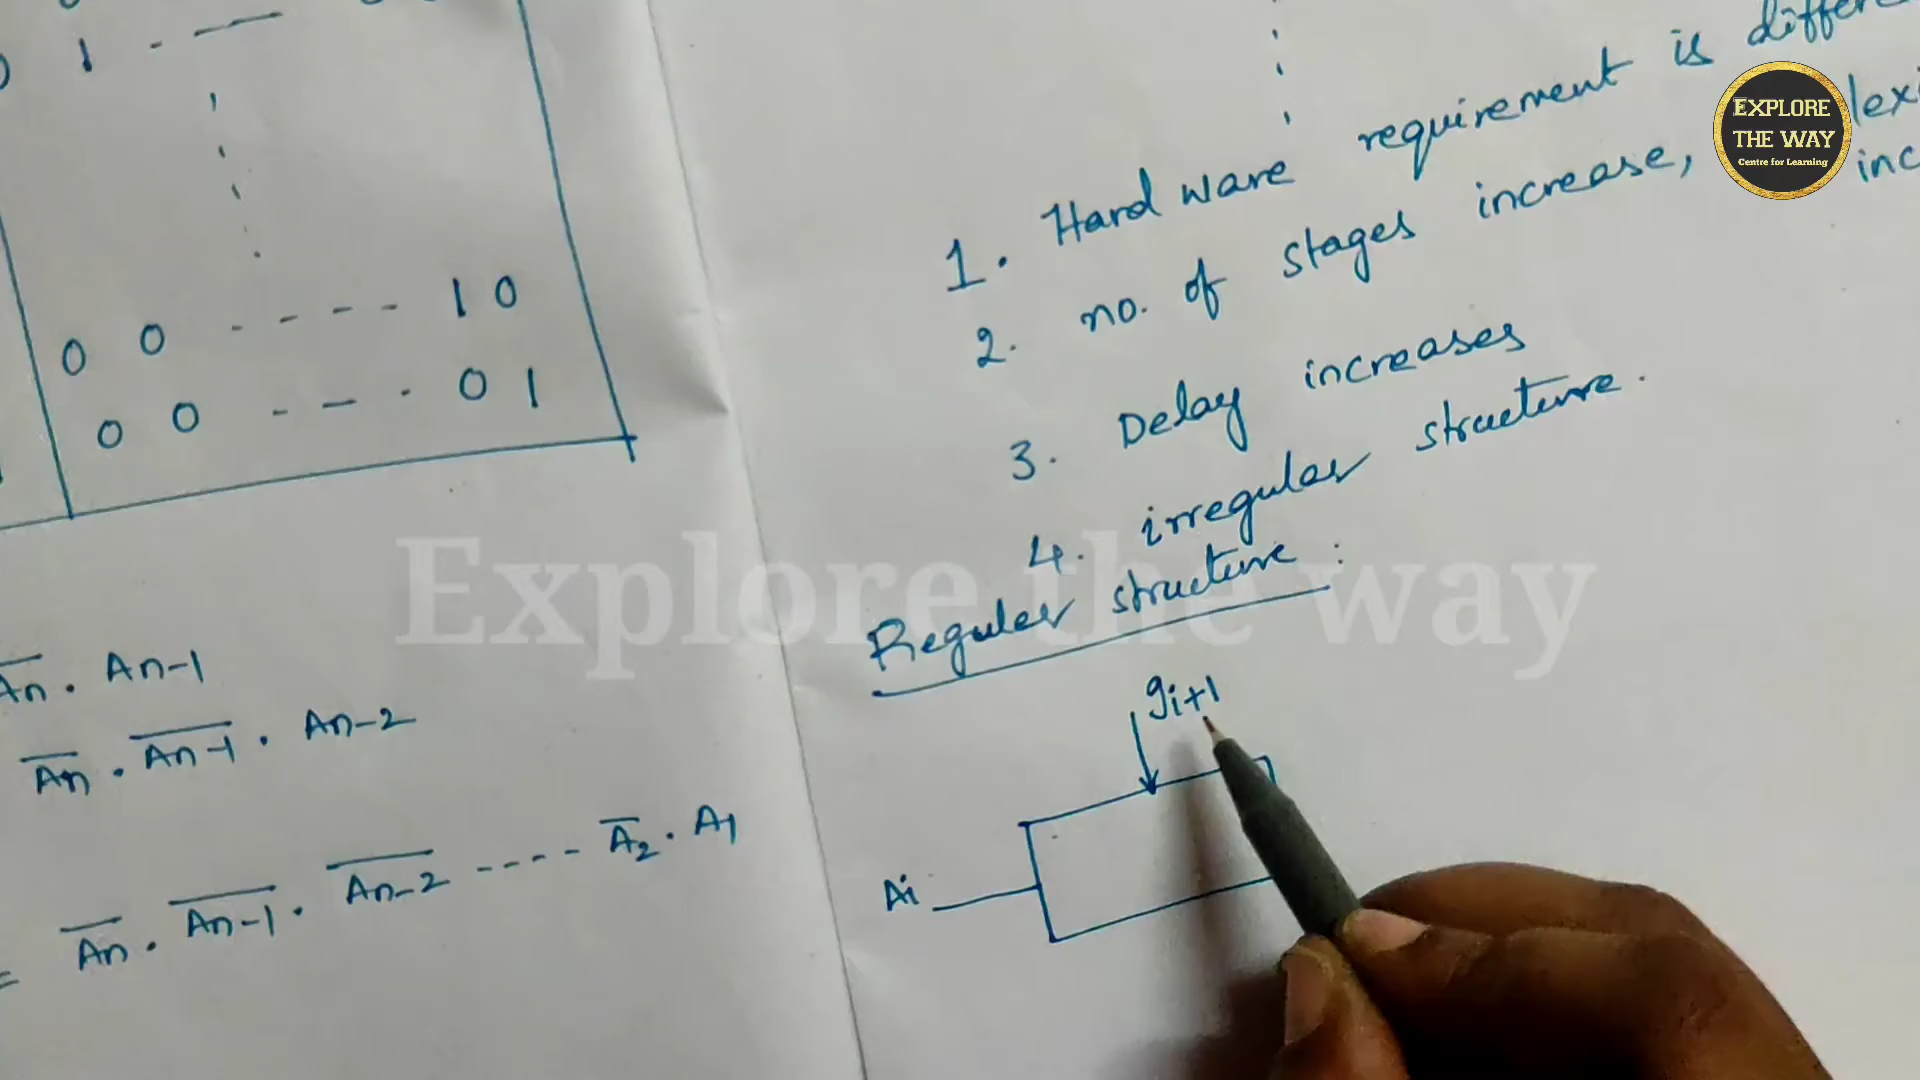 0 1 . —
0 0 - - - - 1 0
0 0 - — . 0 1
An . An-1
An . An-1 . An-2
= An . An-1 . An-2 ---- A2 . A1
1. Hardware requirement is
2. no. of stages increase,
3. Delay increases
4. irregular structure.
Regular structure :
gi+1
Ai
EXPLORE
THE WAY
Centre for Learning
Explore the way